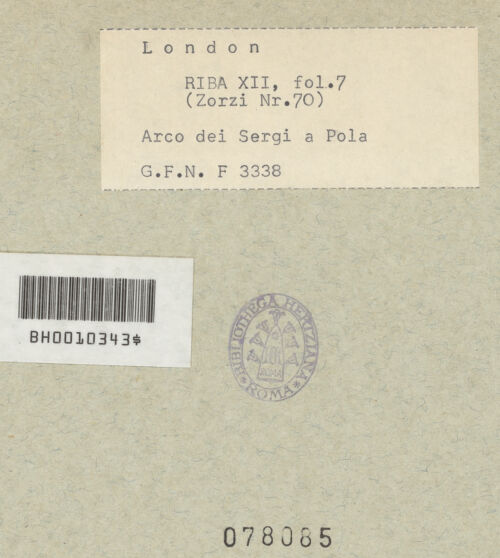 London
RIBA XII, fol.7
(Zorzi Nr.70)
Arco dei Sergi a Pola
G.F.N. F 3338
BH0010343*
BIBLIOTHECA HERTZIANA
*ROMA*
078085